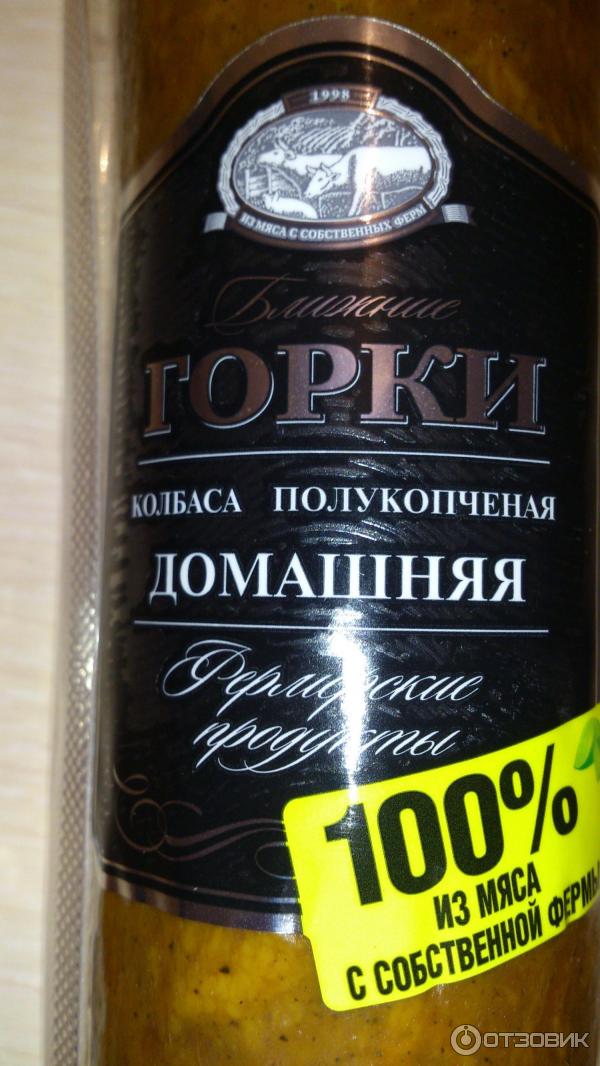 1998
ИЗ МЯСА С СОБСТВЕННЫХ ФЕРМ
Ближние
ГОРКИ
КОЛБАСА ПОЛУКОПЧЕНАЯ
ДОМАШНЯЯ
Фермерские
продукты
100%
ИЗ МЯСА
С СОБСТВЕННОЙ ФЕРМЫ
ОТЗОВИК